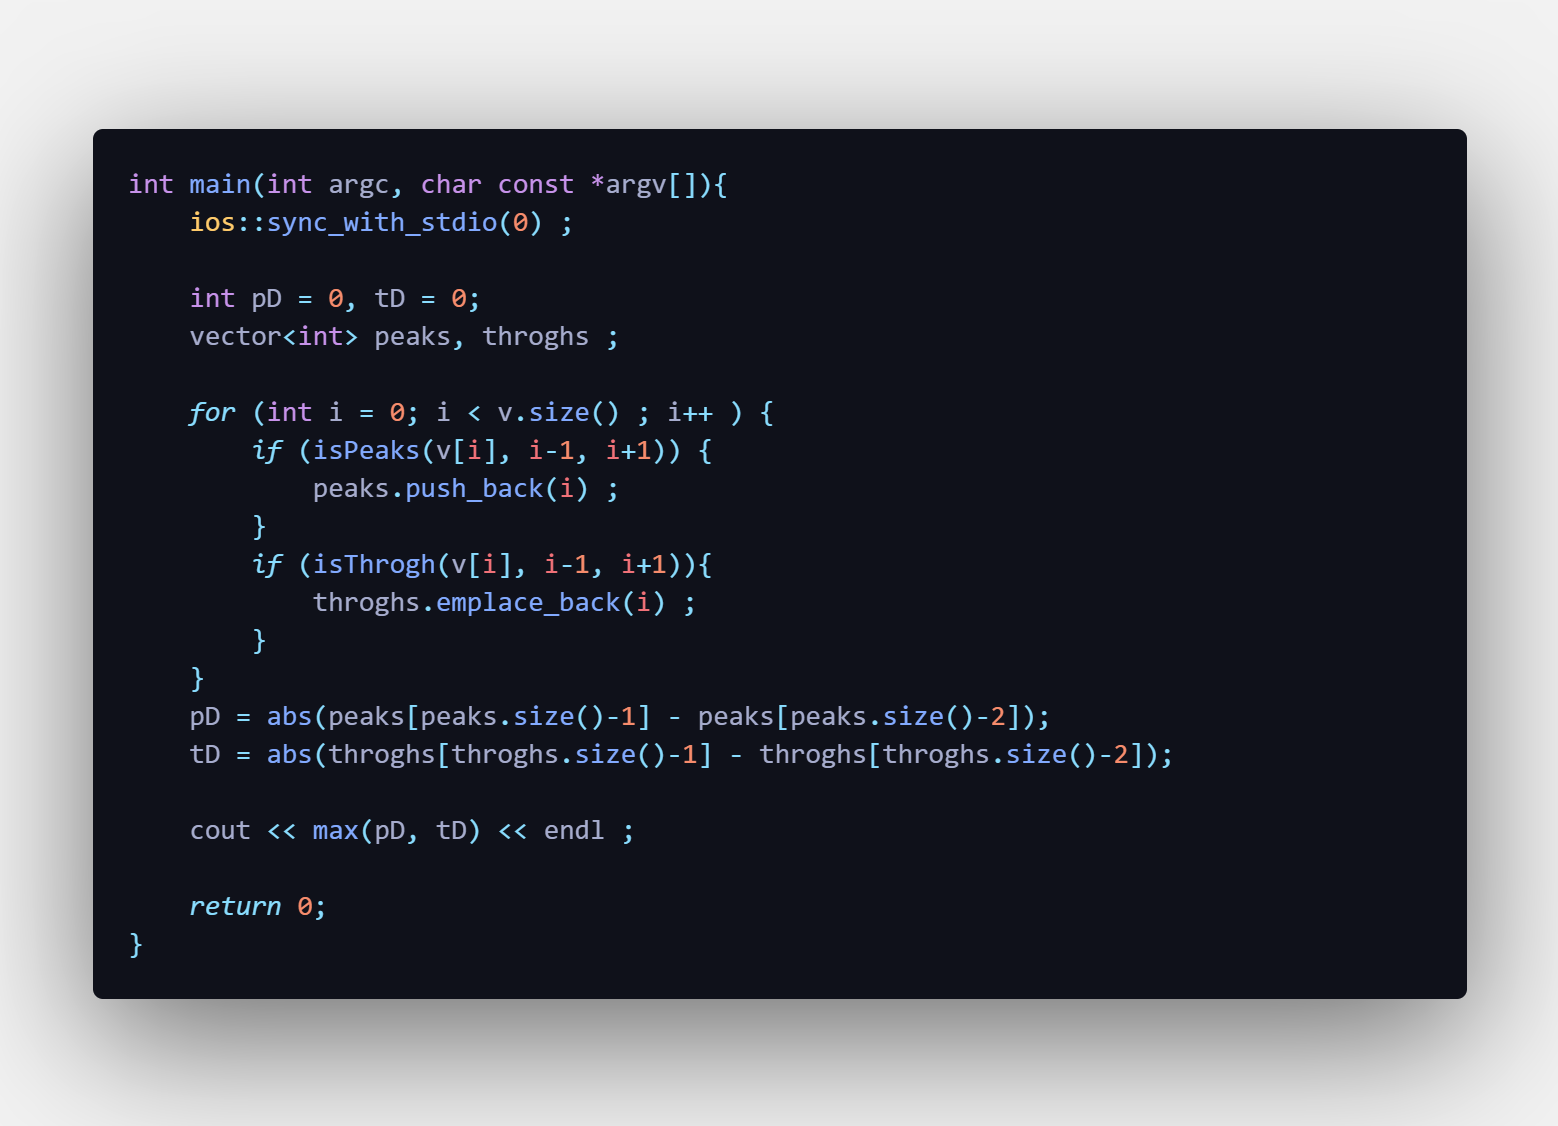 int main(int argc, char const *argv[]){
    ios::sync_with_stdio(0) ;

    int pD = 0, tD = 0;
    vector<int> peaks, throghs ;

    for (int i = 0; i < v.size() ; i++ ) {
        if (isPeaks(v[i], i-1, i+1)) {
            peaks.push_back(i) ;
        }
        if (isThrogh(v[i], i-1, i+1)){
            throghs.emplace_back(i) ;
        }
    }
    pD = abs(peaks[peaks.size()-1] - peaks[peaks.size()-2]);
    tD = abs(throghs[throghs.size()-1] - throghs[throghs.size()-2]);

    cout << max(pD, tD) << endl ;

    return 0;
}